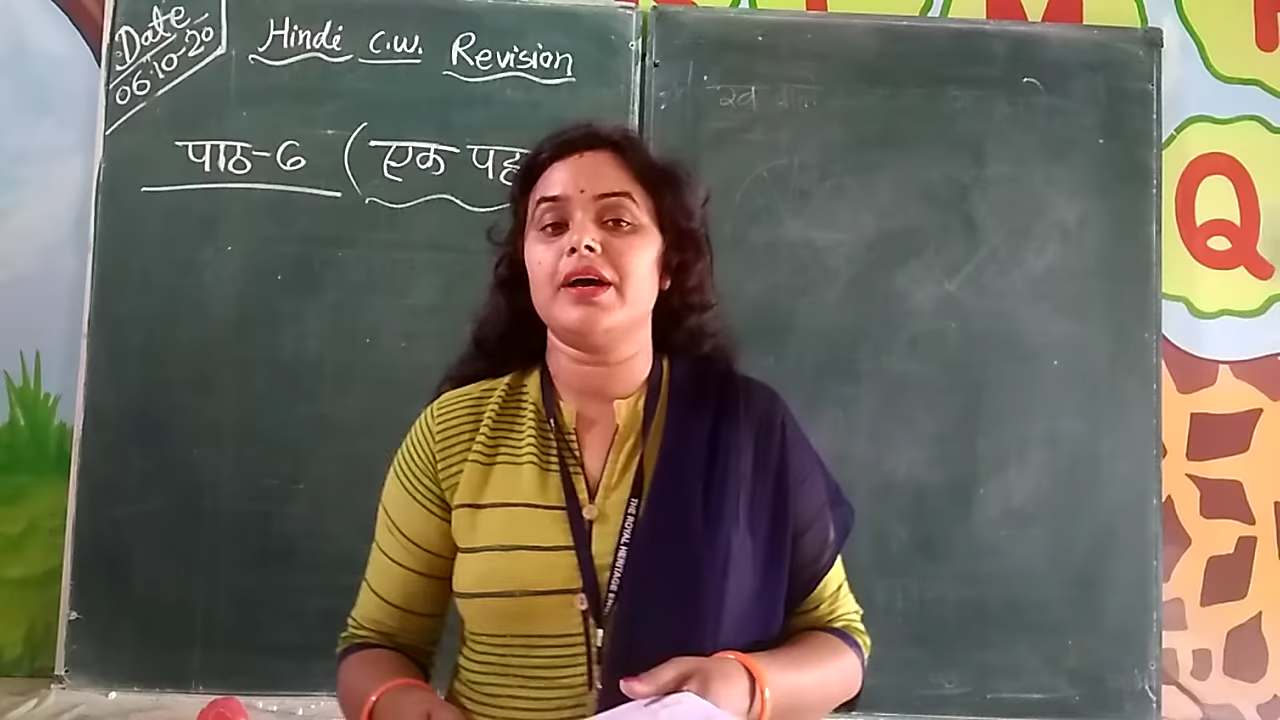 Date
06.10.20
Hindi C.W. Revision
पाठ-6 (एक
THE ROYAL HERITAGE
Q